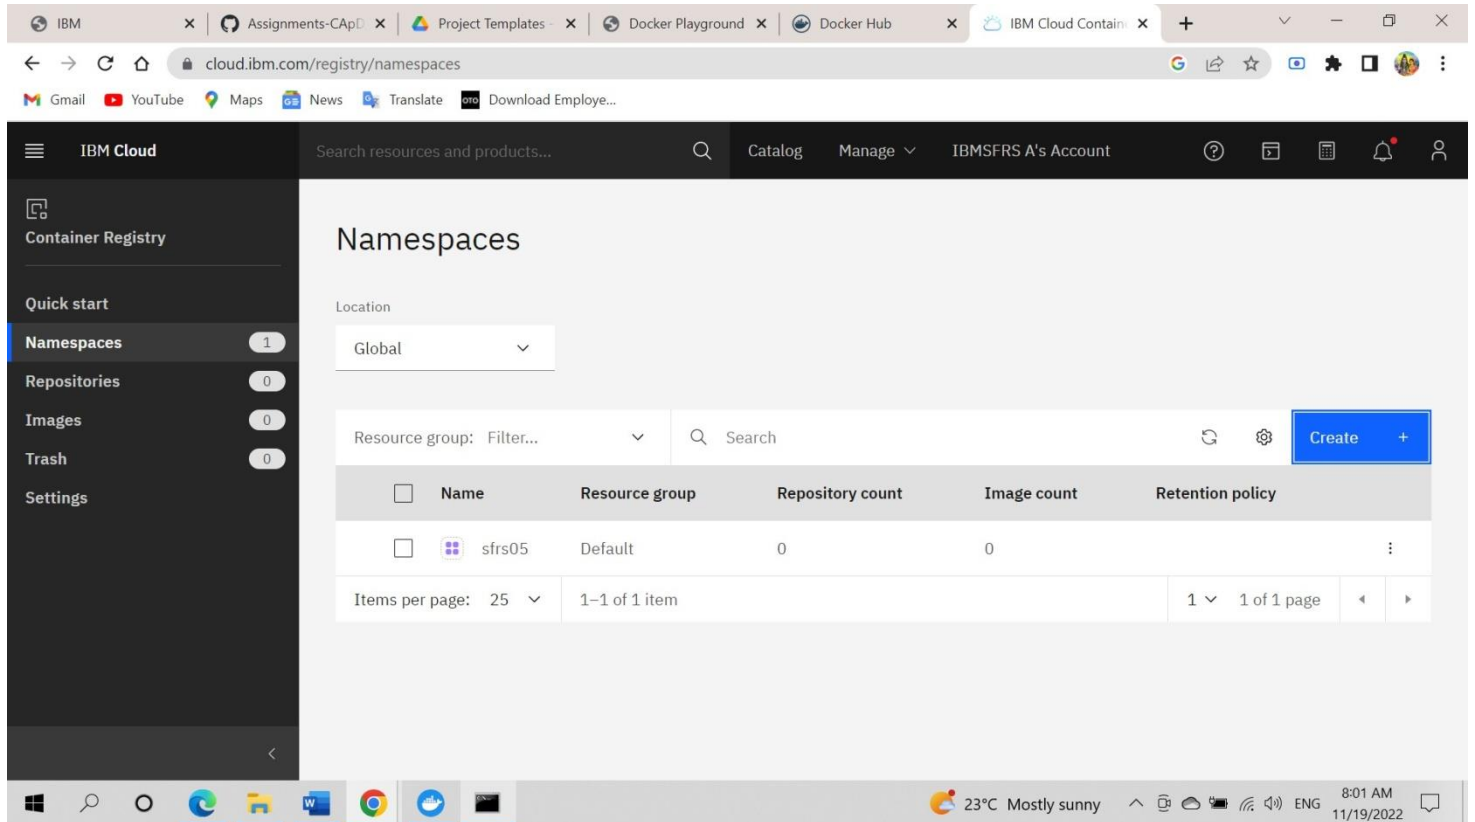 IBM
Assignments-CApD
Project Templates -
Docker Playground
Docker Hub
IBM Cloud Contain
cloud.ibm.com/registry/namespaces
Gmail YouTube Maps News Translate OTO Download Employe...
IBM Cloud
Search resources and products...
Catalog Manage IBMSFRS A's Account
Container Registry
Quick start
Namespaces 1
Repositories 0
Images 0
Trash 0
Settings
Namespaces
Location
Global
Resource group: Filter...
Search
Create +
Name Resource group Repository count Image count Retention policy
sfrs05 Default 0 0
Items per page: 25 1–1 of 1 item 1 1 of 1 page
23°C Mostly sunny
ENG
8:01 AM
11/19/2022